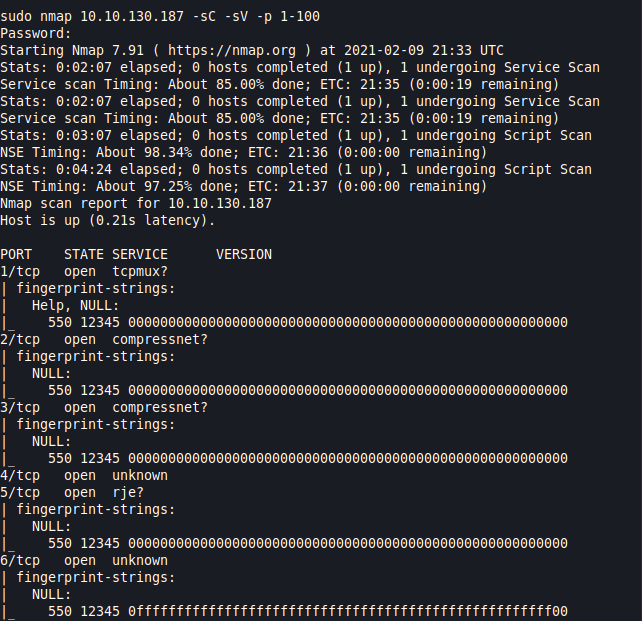 sudo nmap 10.10.130.187 -sC -sV -p 1-100
Password:
Starting Nmap 7.91 ( https://nmap.org ) at 2021-02-09 21:33 UTC
Stats: 0:02:07 elapsed; 0 hosts completed (1 up), 1 undergoing Service Scan
Service scan Timing: About 85.00% done; ETC: 21:35 (0:00:19 remaining)
Stats: 0:02:07 elapsed; 0 hosts completed (1 up), 1 undergoing Service Scan
Service scan Timing: About 85.00% done; ETC: 21:35 (0:00:19 remaining)
Stats: 0:03:07 elapsed; 0 hosts completed (1 up), 1 undergoing Script Scan
NSE Timing: About 98.34% done; ETC: 21:36 (0:00:00 remaining)
Stats: 0:04:24 elapsed; 0 hosts completed (1 up), 1 undergoing Script Scan
NSE Timing: About 97.25% done; ETC: 21:37 (0:00:00 remaining)
Nmap scan report for 10.10.130.187
Host is up (0.21s latency).

PORT    STATE SERVICE       VERSION
1/tcp   open  tcpmux?
| fingerprint-strings:
|   Help, NULL:
|_    550 12345 0000000000000000000000000000000000000000000000000000000
2/tcp   open  compressnet?
| fingerprint-strings:
|   NULL:
|_    550 12345 0000000000000000000000000000000000000000000000000000000
3/tcp   open  compressnet?
| fingerprint-strings:
|   NULL:
|_    550 12345 0000000000000000000000000000000000000000000000000000000
4/tcp   open  unknown
5/tcp   open  rje?
| fingerprint-strings:
|   NULL:
|_    550 12345 0000000000000000000000000000000000000000000000000000000
6/tcp   open  unknown
| fingerprint-strings:
|   NULL:
|_    550 12345 0ffffffffffffffffffffffffffffffffffffffffffffffffffff00